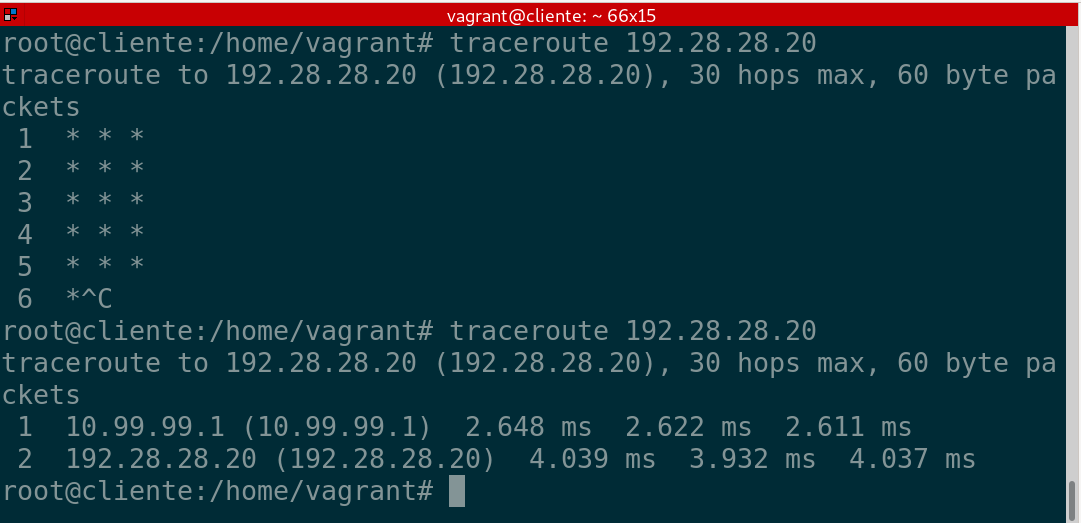 vagrant@cliente: ~ 66x15
root@cliente:/home/vagrant# traceroute 192.28.28.20
traceroute to 192.28.28.20 (192.28.28.20), 30 hops max, 60 byte pa
ckets
 1  * * *
 2  * * *
 3  * * *
 4  * * *
 5  * * *
 6  *^C
root@cliente:/home/vagrant# traceroute 192.28.28.20
traceroute to 192.28.28.20 (192.28.28.20), 30 hops max, 60 byte pa
ckets
 1  10.99.99.1 (10.99.99.1)  2.648 ms  2.622 ms  2.611 ms
 2  192.28.28.20 (192.28.28.20)  4.039 ms  3.932 ms  4.037 ms
root@cliente:/home/vagrant#